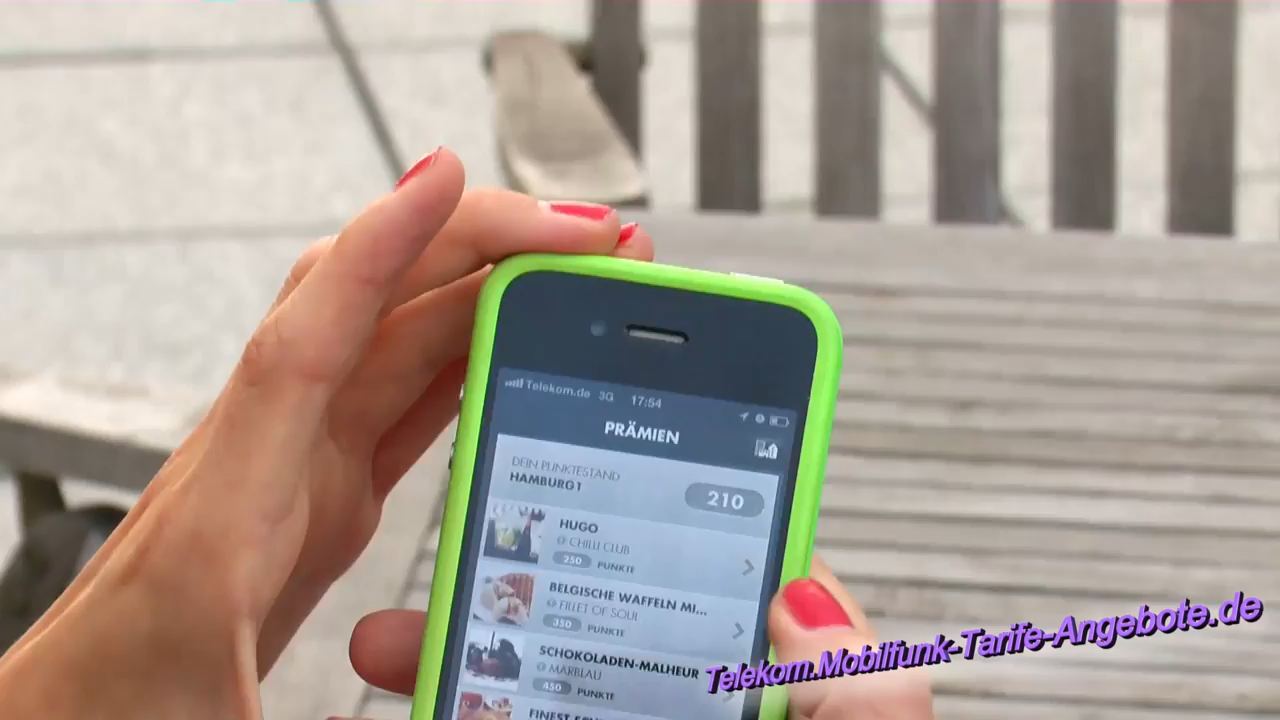 Telekom.de 3G 17:54
PRÄMIEN
DEIN PUNKTESTAND
HAMBURG1
210
HUGO
@ CHILLI CLUB
250 PUNKTE
BELGISCHE WAFFELN MI...
@ FILLET OF SOUL
350 PUNKTE
SCHOKOLADEN-MALHEUR
@ MARBLAU
450 PUNKTE
Telekom.Mobilfunk-Tarife-Angebote.de